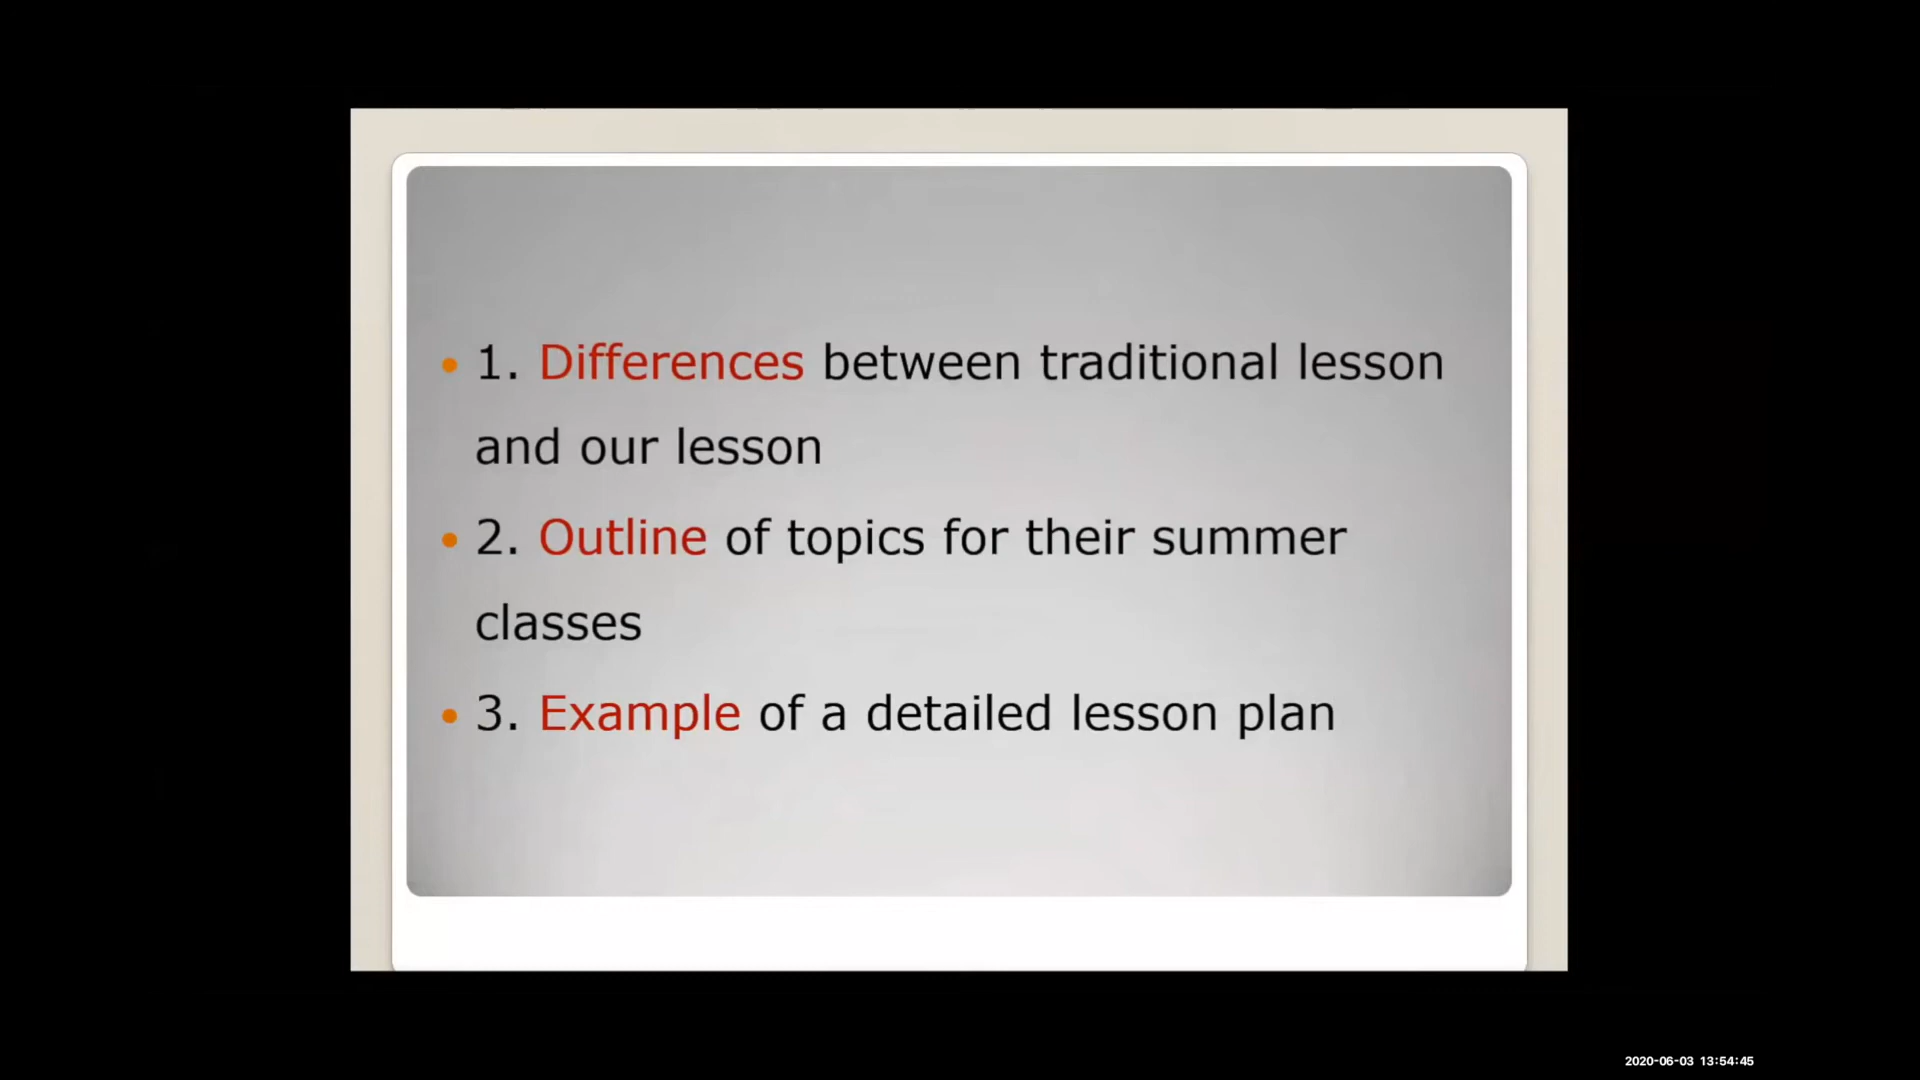 • 1. Differences between traditional lesson
and our lesson
• 2. Outline of topics for their summer
classes
• 3. Example of a detailed lesson plan
2020-06-03 13:54:45